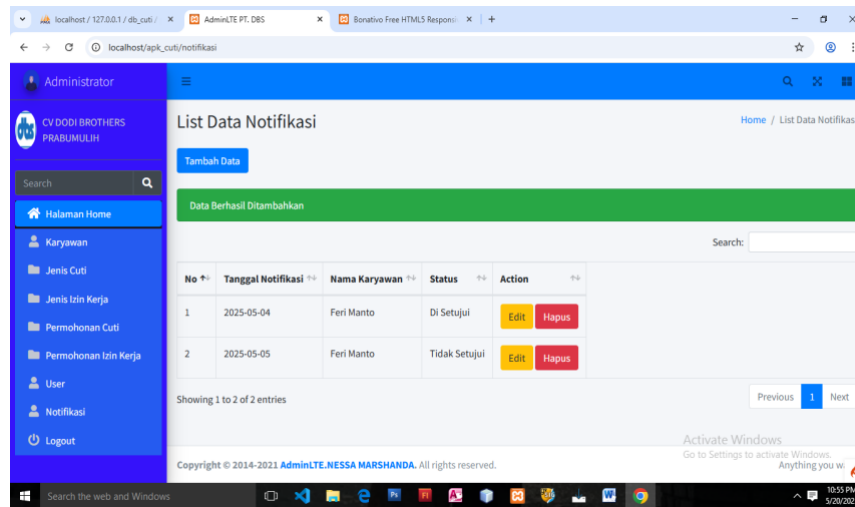 localhost / 127.0.0.1 / db_cuti /
AdminLTE PT. DBS
Bonativo Free HTML5 Responsi
localhost/apk_cuti/notifikasi
Administrator
CV DODI BROTHERS
PRABUMULIH
dbs
Search
Halaman Home
Karyawan
Jenis Cuti
Jenis Izin Kerja
Permohonan Cuti
Permohonan Izin Kerja
User
Notifikasi
Logout
List Data Notifikasi
Home / List Data Notifikas
Tambah Data
Data Berhasil Ditambahkan
Search:
No Tanggal Notifikasi Nama Karyawan Status Action
1 2025-05-04 Feri Manto Di Setujui Edit Hapus
2 2025-05-05 Feri Manto Tidak Setujui Edit Hapus
Showing 1 to 2 of 2 entries
Previous 1 Next
Activate Windows
Go to Settings to activate Windows.
Copyright © 2014-2021 AdminLTE.NESSA MARSHANDA. All rights reserved.
Anything you w
Search the web and Windows
10:55 PM
5/20/202